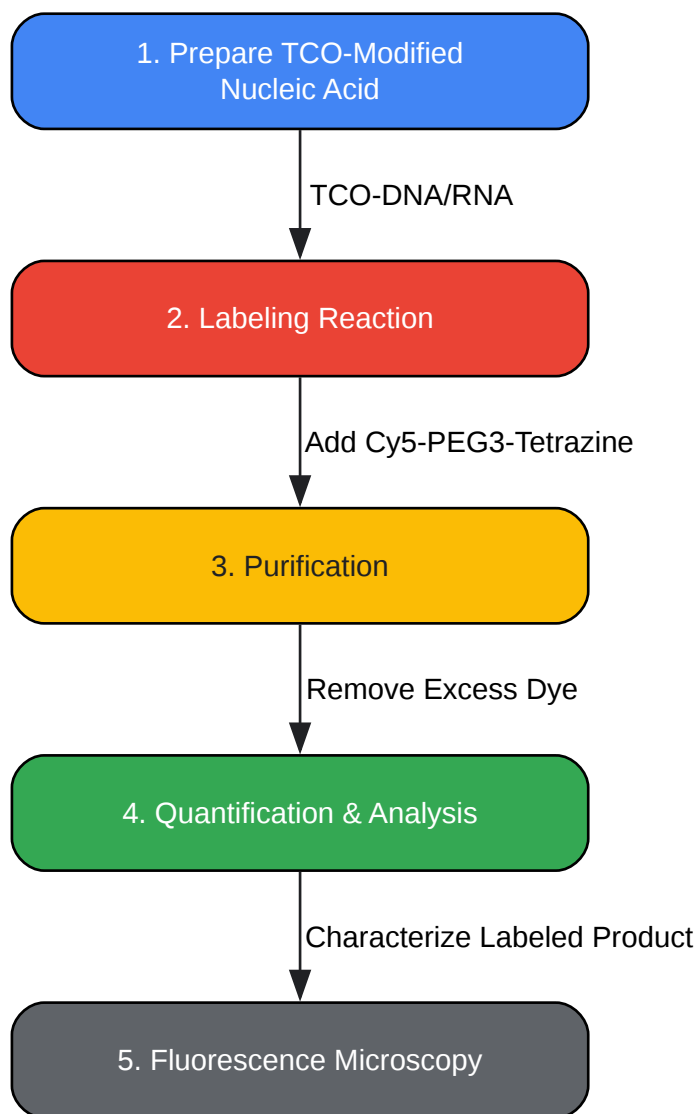 1. Prepare TCO-Modified
Nucleic Acid
TCO-DNA/RNA
2. Labeling Reaction
Add Cy5-PEG3-Tetrazine
3. Purification
Remove Excess Dye
4. Quantification & Analysis
Characterize Labeled Product
5. Fluorescence Microscopy